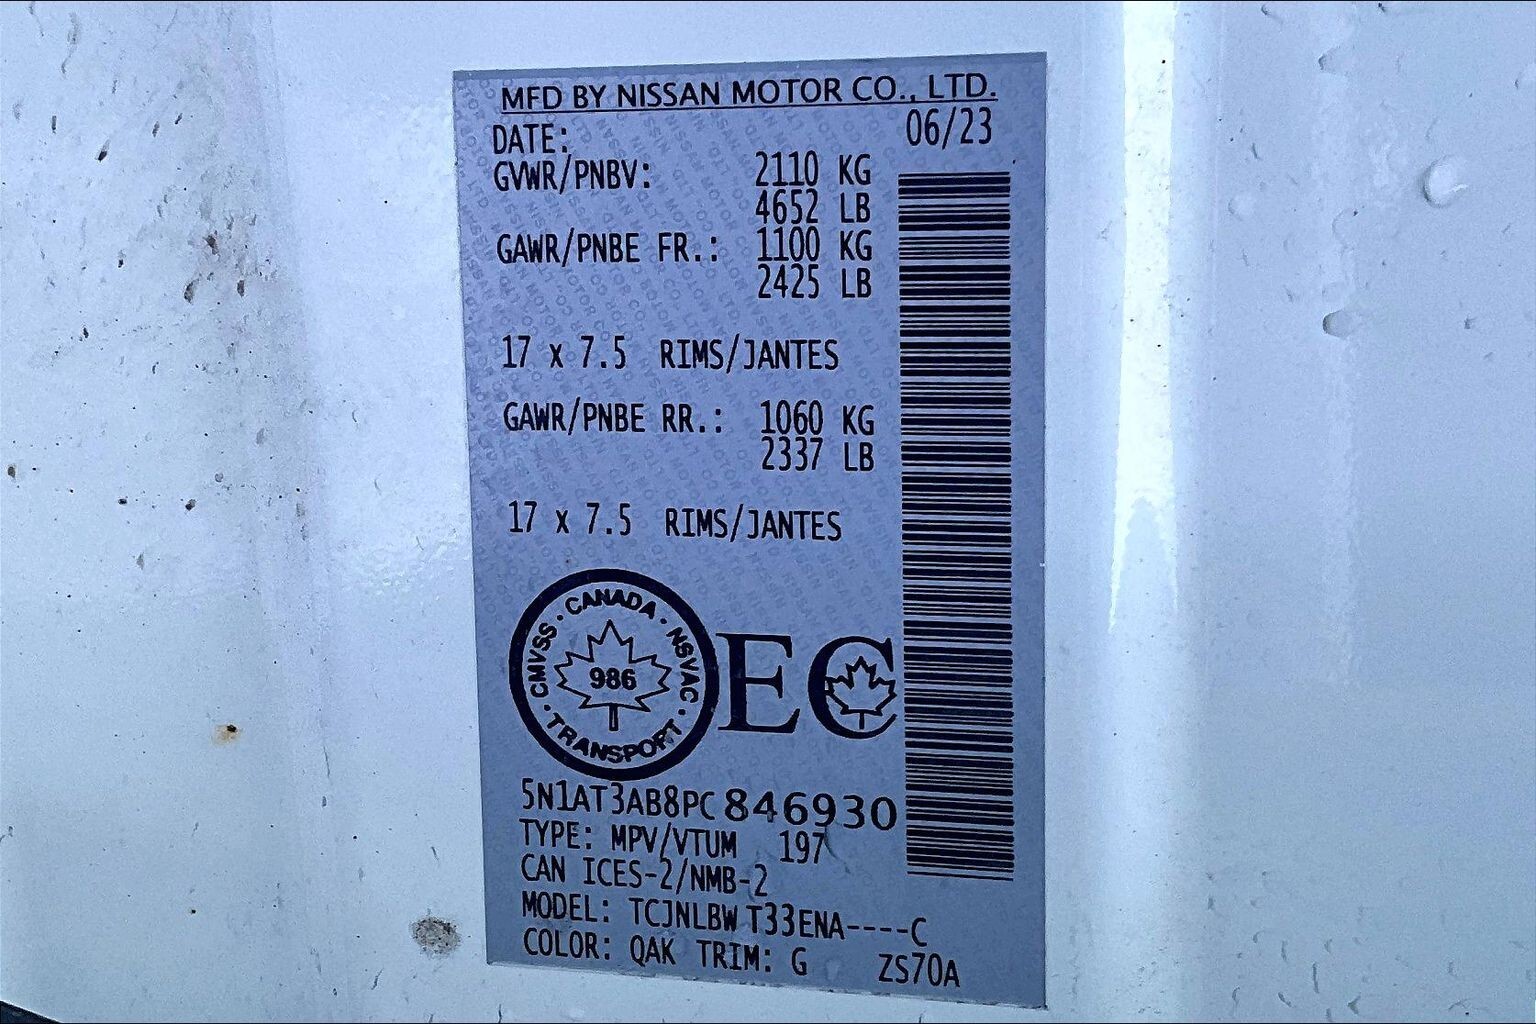 MFD BY NISSAN MOTOR CO., LTD.
DATE: 06/23
GVWR/PNBV: 2110 KG
4652 LB
GAWR/PNBE FR.: 1100 KG
2425 LB
17 x 7.5 RIMS/JANTES
GAWR/PNBE RR.: 1060 KG
2337 LB
17 x 7.5 RIMS/JANTES
CMVSS · CANADA · NSVAC · TRANSPORT ·
986
EC
5N1AT3AB8PC846930
TYPE: MPV/VTUM 197
CAN ICES-2/NMB-2
MODEL: TCJNLBW T33ENA----C
COLOR: QAK TRIM: G ZS70A